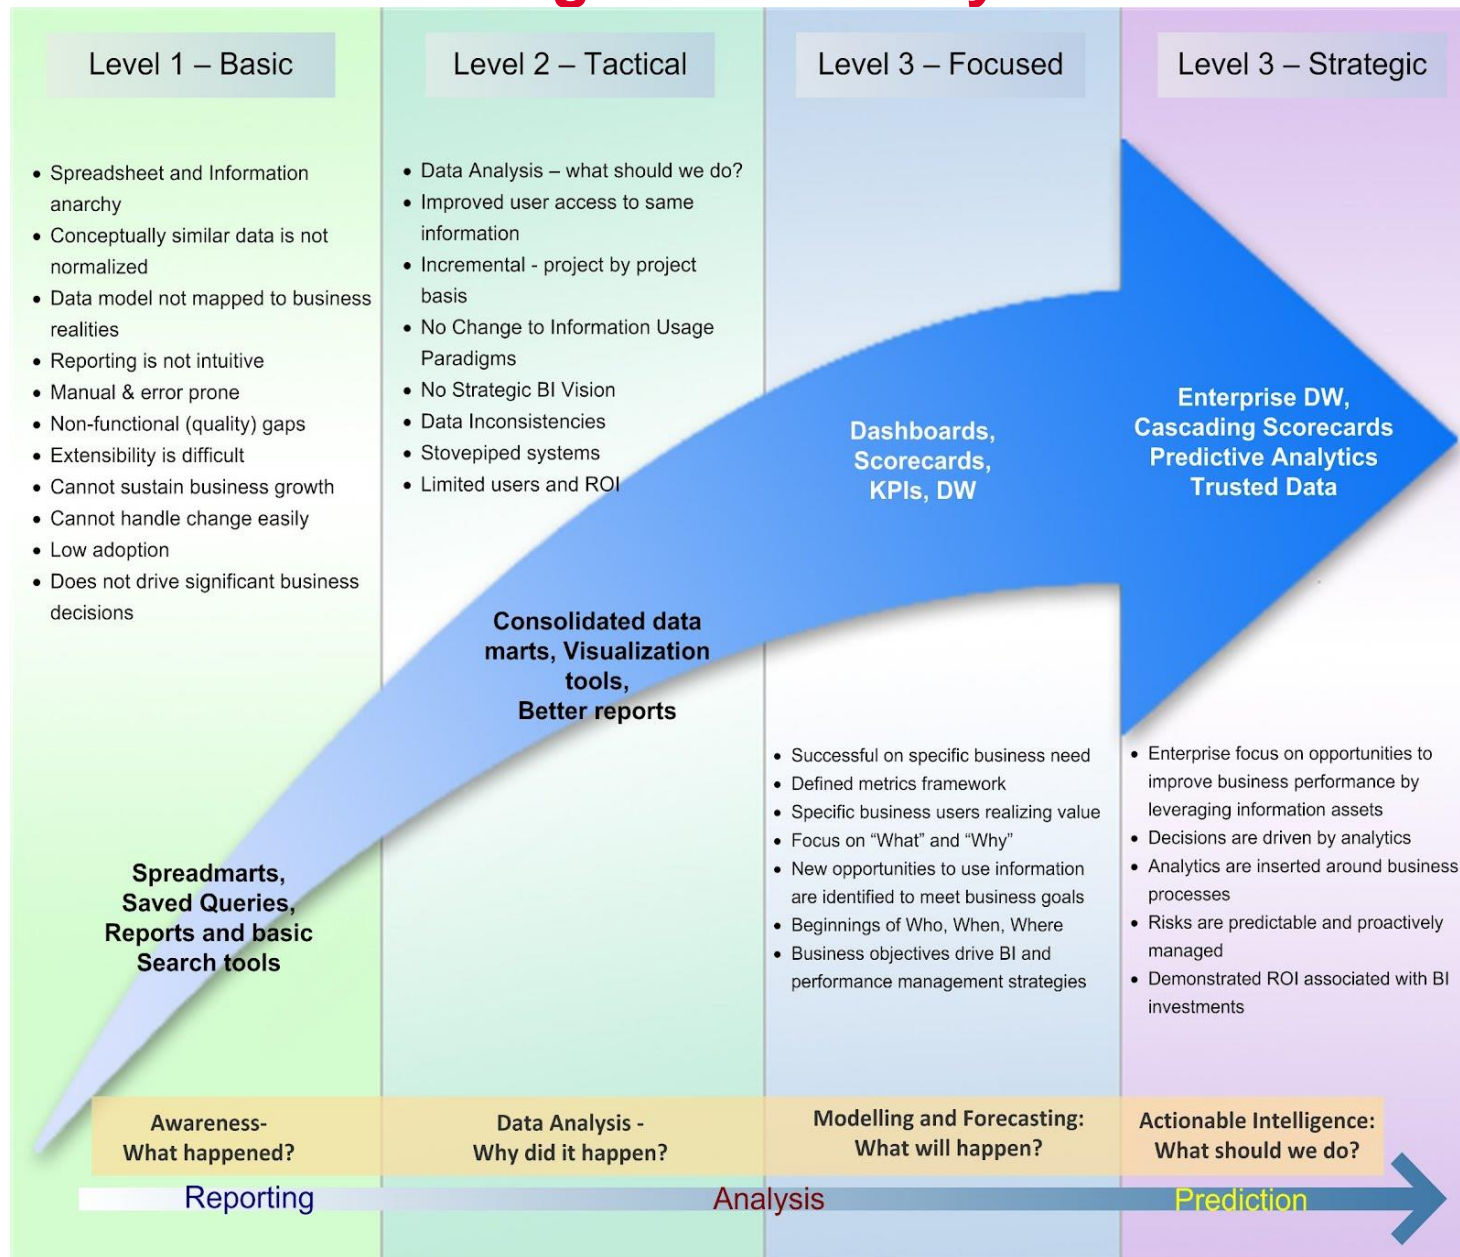 Level 1 – Basic
• Spreadsheet and Information
anarchy
• Conceptually similar data is not
normalized
• Data model not mapped to business
realities
• Reporting is not intuitive
• Manual & error prone
• Non-functional (quality) gaps
• Extensibility is difficult
• Cannot sustain business growth
• Cannot handle change easily
• Low adoption
• Does not drive significant business
decisions
Spreadmarts,
Saved Queries,
Reports and basic
Search tools
Level 2 – Tactical
• Data Analysis – what should we do?
• Improved user access to same
information
• Incremental - project by project
basis
• No Change to Information Usage
Paradigms
• No Strategic BI Vision
• Data Inconsistencies
• Stovepiped systems
• Limited users and ROI
Consolidated data
marts, Visualization
tools,
Better reports
Level 3 – Focused
Dashboards,
Scorecards,
KPIs, DW
• Successful on specific business need
• Defined metrics framework
• Specific business users realizing value
• Focus on “What” and “Why”
• New opportunities to use information
are identified to meet business goals
• Beginnings of Who, When, Where
• Business objectives drive BI and
performance management strategies
Level 3 – Strategic
Enterprise DW,
Cascading Scorecards
Predictive Analytics
Trusted Data
• Enterprise focus on opportunities to
improve business performance by
leveraging information assets
• Decisions are driven by analytics
• Analytics are inserted around business
processes
• Risks are predictable and proactively
managed
• Demonstrated ROI associated with BI
investments
Awareness-
What happened?
Data Analysis -
Why did it happen?
Modelling and Forecasting:
What will happen?
Actionable Intelligence:
What should we do?
Reporting
Analysis
Prediction